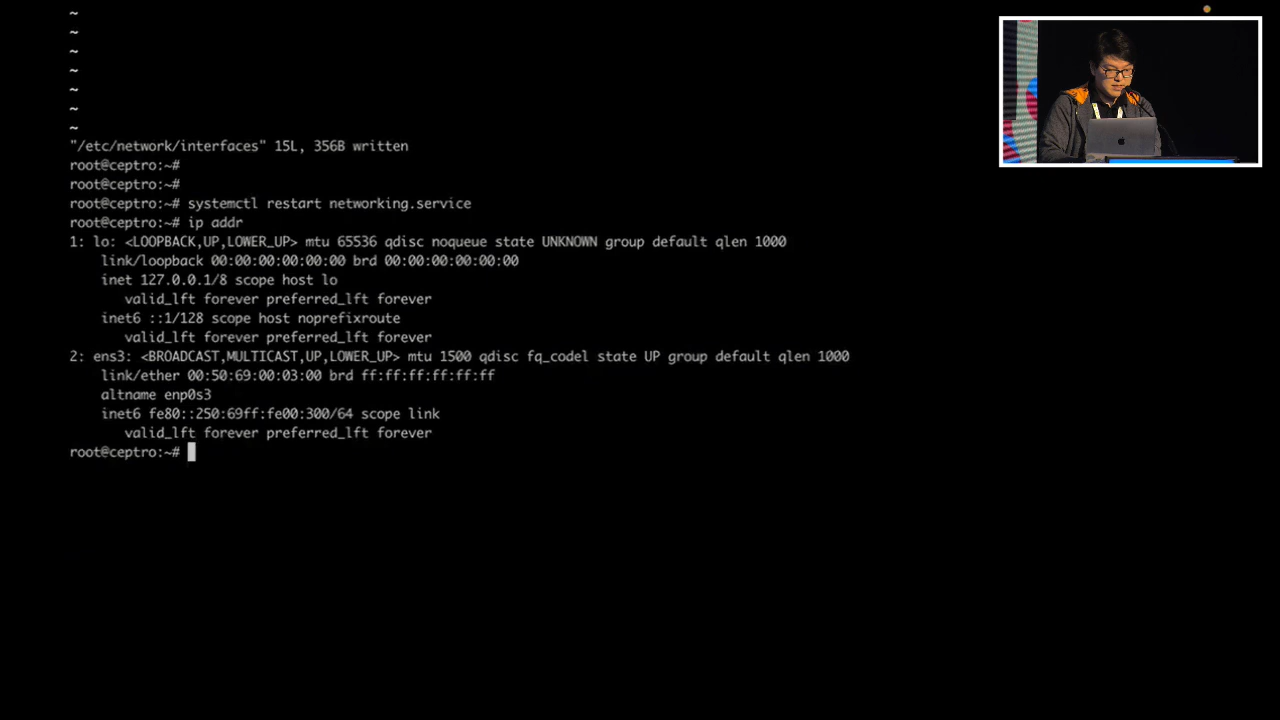 ~
~
~
~
~
~
~
"/etc/network/interfaces" 15L, 356B written
root@ceptro:~#
root@ceptro:~#
root@ceptro:~# systemctl restart networking.service
root@ceptro:~# ip addr
1: lo: <LOOPBACK,UP,LOWER_UP> mtu 65536 qdisc noqueue state UNKNOWN group default qlen 1000
    link/loopback 00:00:00:00:00:00 brd 00:00:00:00:00:00
    inet 127.0.0.1/8 scope host lo
       valid_lft forever preferred_lft forever
    inet6 ::1/128 scope host noprefixroute
       valid_lft forever preferred_lft forever
2: ens3: <BROADCAST,MULTICAST,UP,LOWER_UP> mtu 1500 qdisc fq_codel state UP group default qlen 1000
    link/ether 00:50:69:00:03:00 brd ff:ff:ff:ff:ff:ff
    altname enp0s3
    inet6 fe80::250:69ff:fe00:300/64 scope link
       valid_lft forever preferred_lft forever
root@ceptro:~#